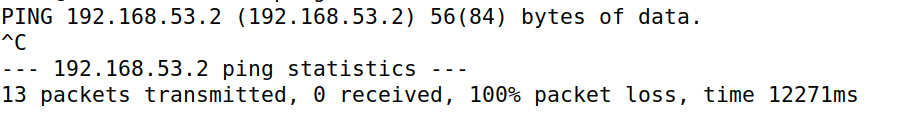 PING 192.168.53.2 (192.168.53.2) 56(84) bytes of data.
^C
--- 192.168.53.2 ping statistics ---
13 packets transmitted, 0 received, 100% packet loss, time 12271ms